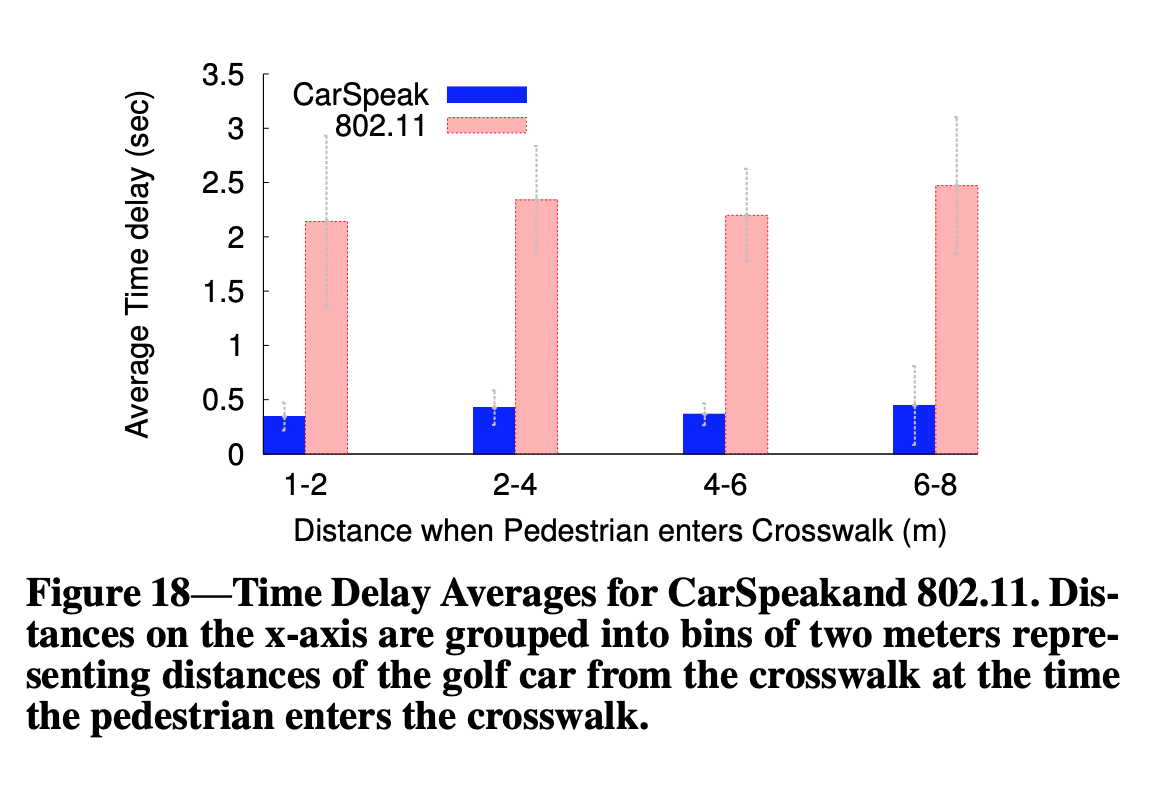 3.5
3
2.5
2
1.5
1
0.5
0
Average Time delay (sec)
CarSpeak
802.11
1-2 2-4 4-6 6-8
Distance when Pedestrian enters Crosswalk (m)
Figure 18—Time Delay Averages for CarSpeakand 802.11. Dis-
tances on the x-axis are grouped into bins of two meters repre-
senting distances of the golf car from the crosswalk at the time
the pedestrian enters the crosswalk.